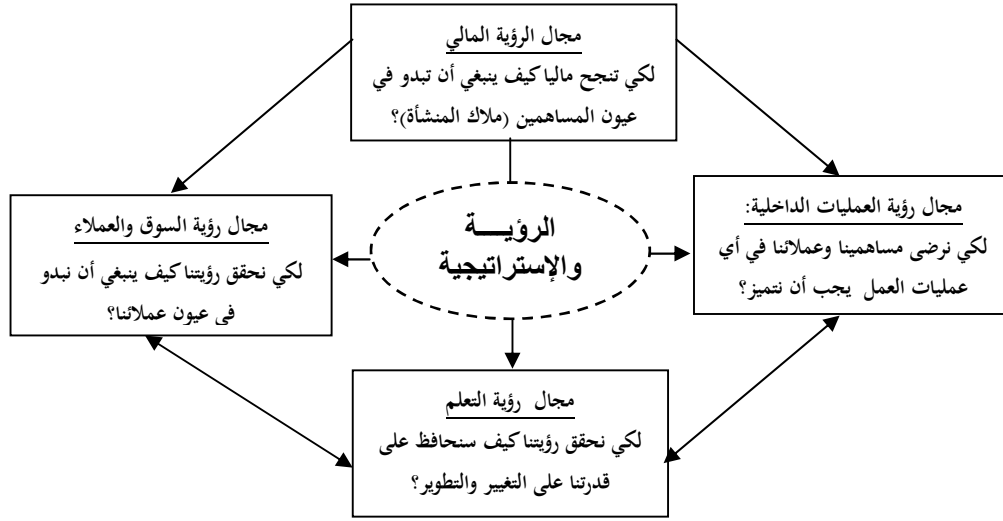 مجال الرؤية المالي
لكي تنجح ماليا كيف ينبغي أن تبدو في
عيون المساهمين (ملاك المنشأة)؟
مجال رؤية العمليات الداخلية:
لكي نرضى مساهمينا وعملائنا في أي
عمليات العمل يجب أن نتميز؟
الرؤيــــة
والإستراتيجية
مجال رؤية السوق والعملاء
لكي نحقق رؤيتنا كيف ينبغي أن نبدو
في عيون عملائنا؟
مجال رؤية التعلم
لكي نحقق رؤيتنا كيف سنحافظ على
قدرتنا على التغيير والتطوير؟